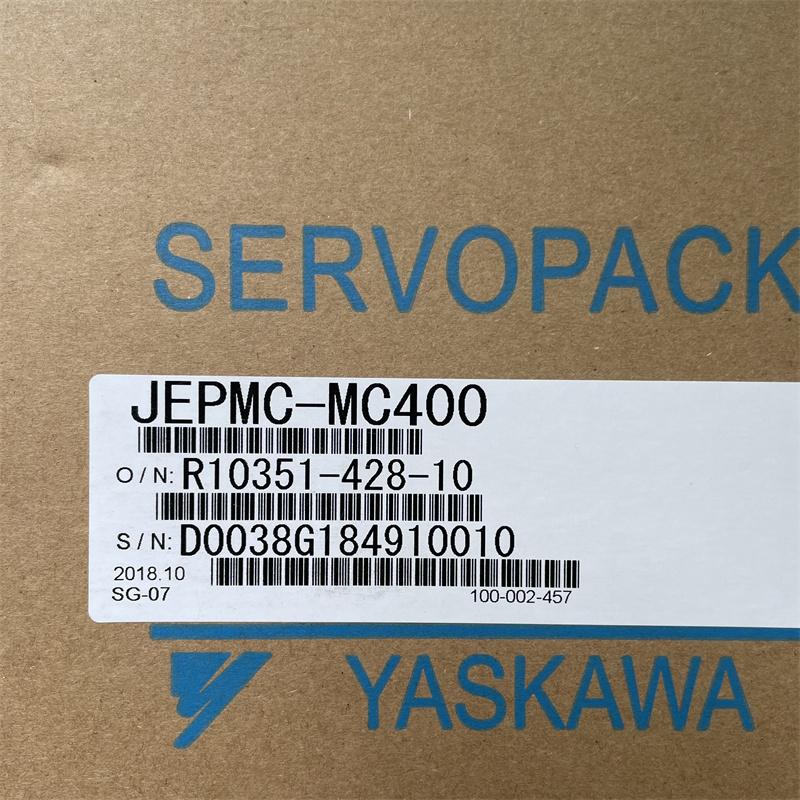 SERVOPACK
JEPMC-MC400
O/N: R10351-428-10
S/N: D0038G184910010
2018.10
SG-07
100-002-457
YASKAWA